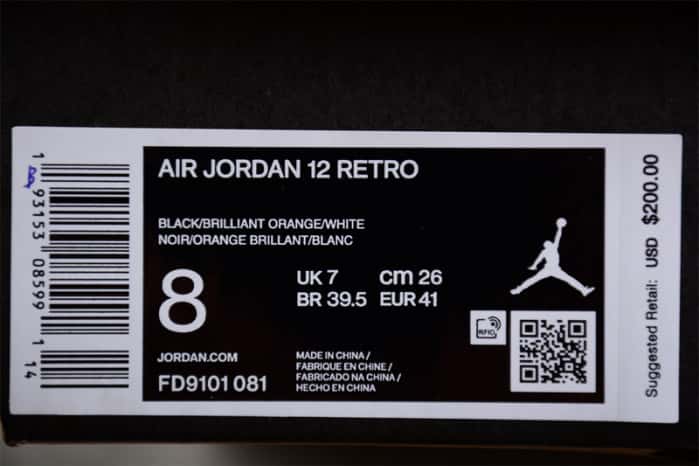 1 93153 08599 1 14
AIR JORDAN 12 RETRO
BLACK/BRILLIANT ORANGE/WHITE
NOIR/ORANGE BRILLANT/BLANC
8
UK 7 cm 26
BR 39.5 EUR 41
JORDAN.COM
FD9101 081
MADE IN CHINA /
FABRIQUE EN CHINE /
FABRICADO NA CHINA /
HECHO EN CHINA
RFID
Suggested Retail: USD $200.00